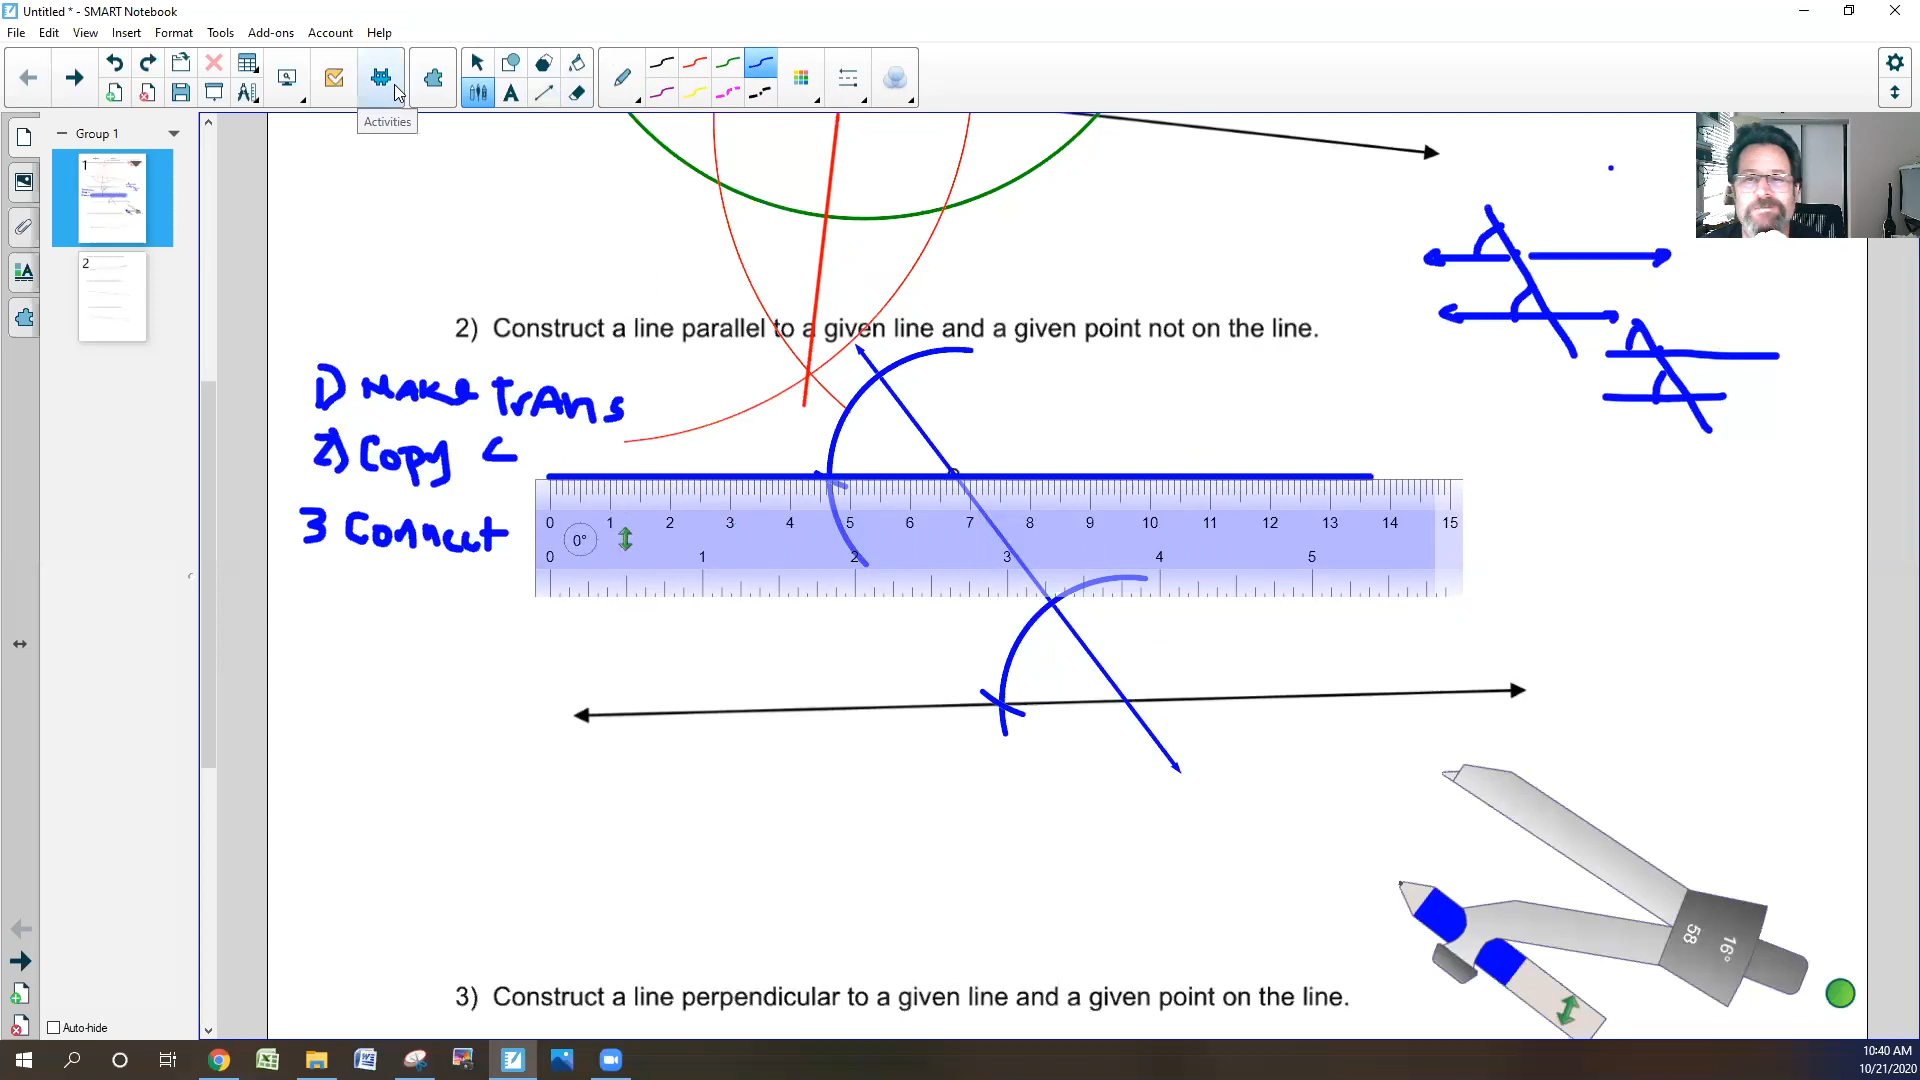 Untitled * - SMART Notebook
File Edit View Insert Format Tools Add-ons Account Help
Activities
Group 1
1
2
2) Construct a line parallel to a given line and a given point not on the line.
1) Make Trans
2) Copy <
3 Connect
0 1 2 3 4 5 6 7 8 9 10 11 12 13 14 15
0°
0 1 2 3 4 5
58
16°
3) Construct a line perpendicular to a given line and a given point on the line.
Auto-hide
10:40 AM
10/21/2020